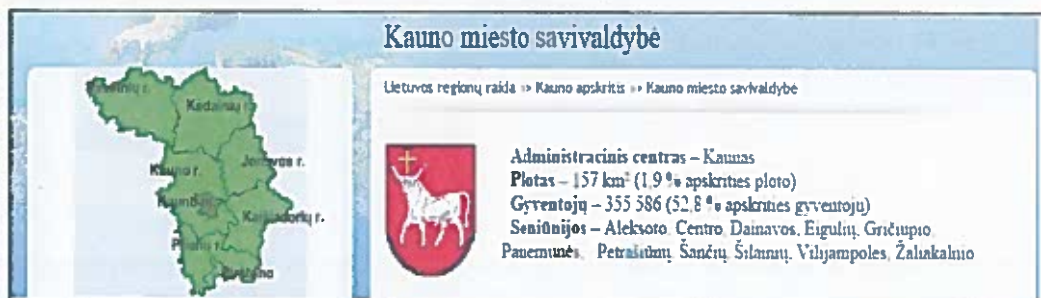 Kauno miesto savivaldybė
Lietuvos regionų raida ›› Kauno apskritis ›› Kauno miesto savivaldybė
Kėdainių r.
Jonavos r.
Kauno r.
Kaišiadorių r.
Administracinis centras – Kaunas
Plotas – 157 km² (1,9 % apskrities ploto)
Gyventojų – 355 586 (52,8 % apskrities gyventojų)
Seniūnijos – Aleksoto, Centro, Dainavos, Eigulių, Gričiupio,
Panemunės, Petrašiūnų, Šančių, Šilainių, Vilijampolės, Žaliakalnio